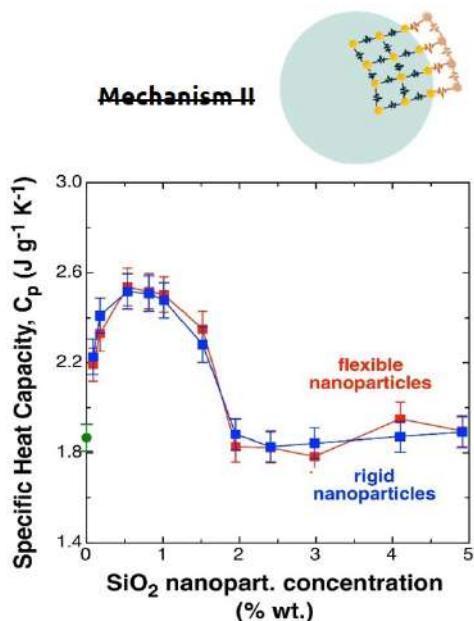 Mechanism II
Specific Heat Capacity, Cp (J g-1 K-1)
3.0
2.6
2.2
1.8
1.4
flexible
nanoparticles
rigid
nanoparticles
0 1 2 3 4 5
SiO2 nanopart. concentration
(% wt.)